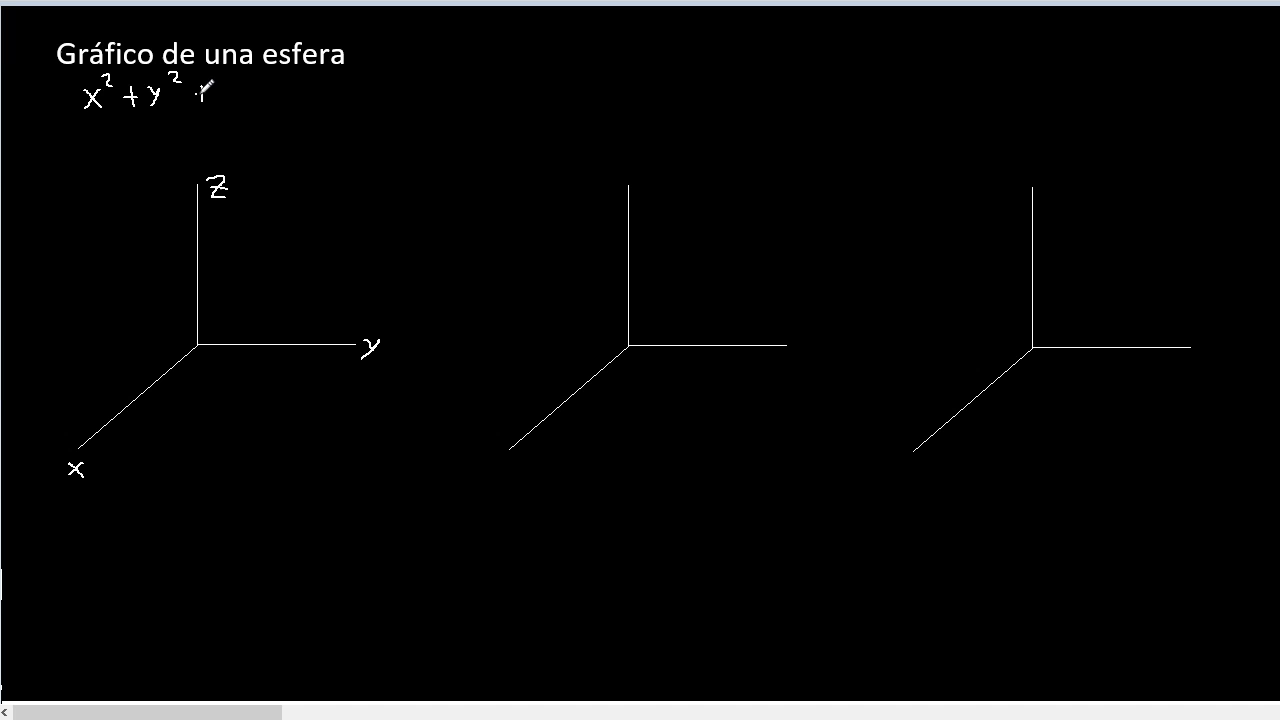 Gráfico de una esfera
x² + y² +
z
y
x